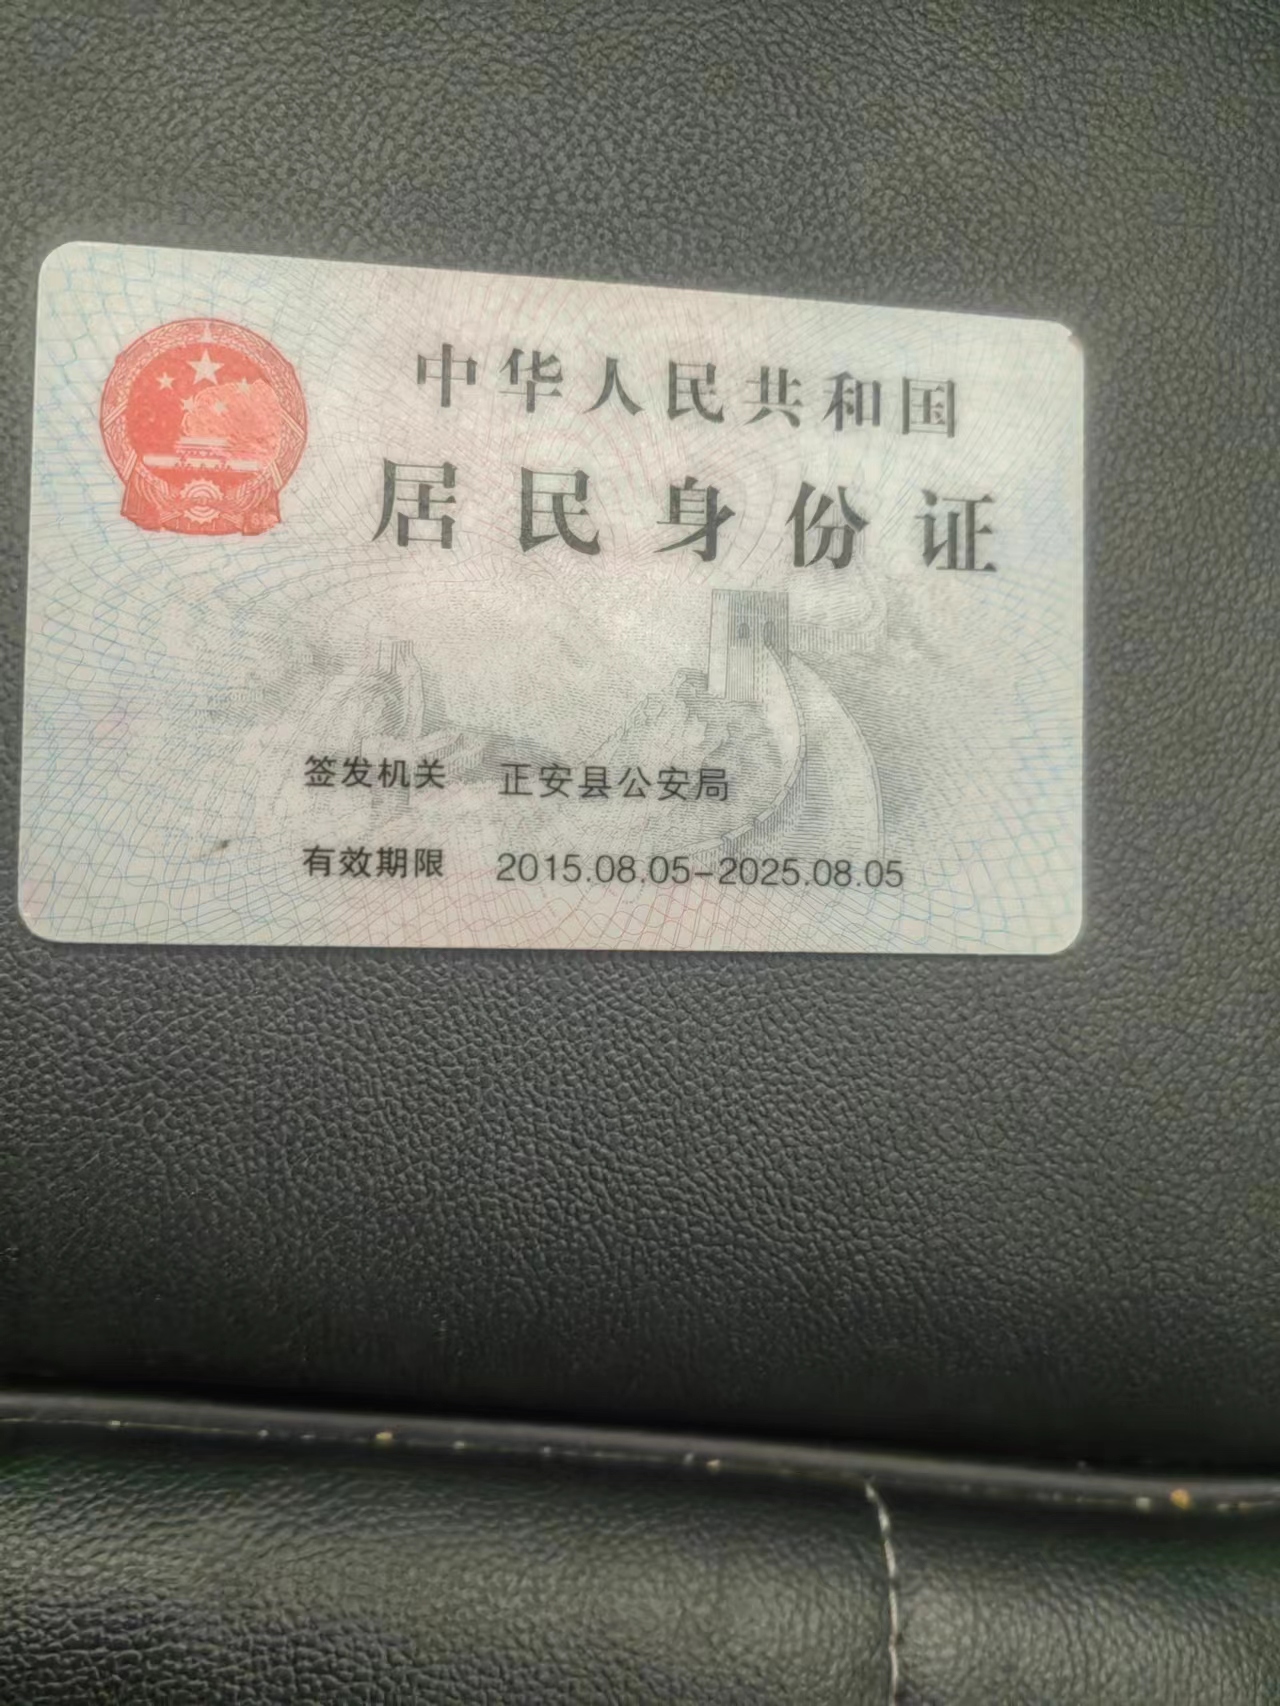 中华人民共和国
居民身份证
签发机关 正安县公安局
有效期限 2015.08.05-2025.08.05